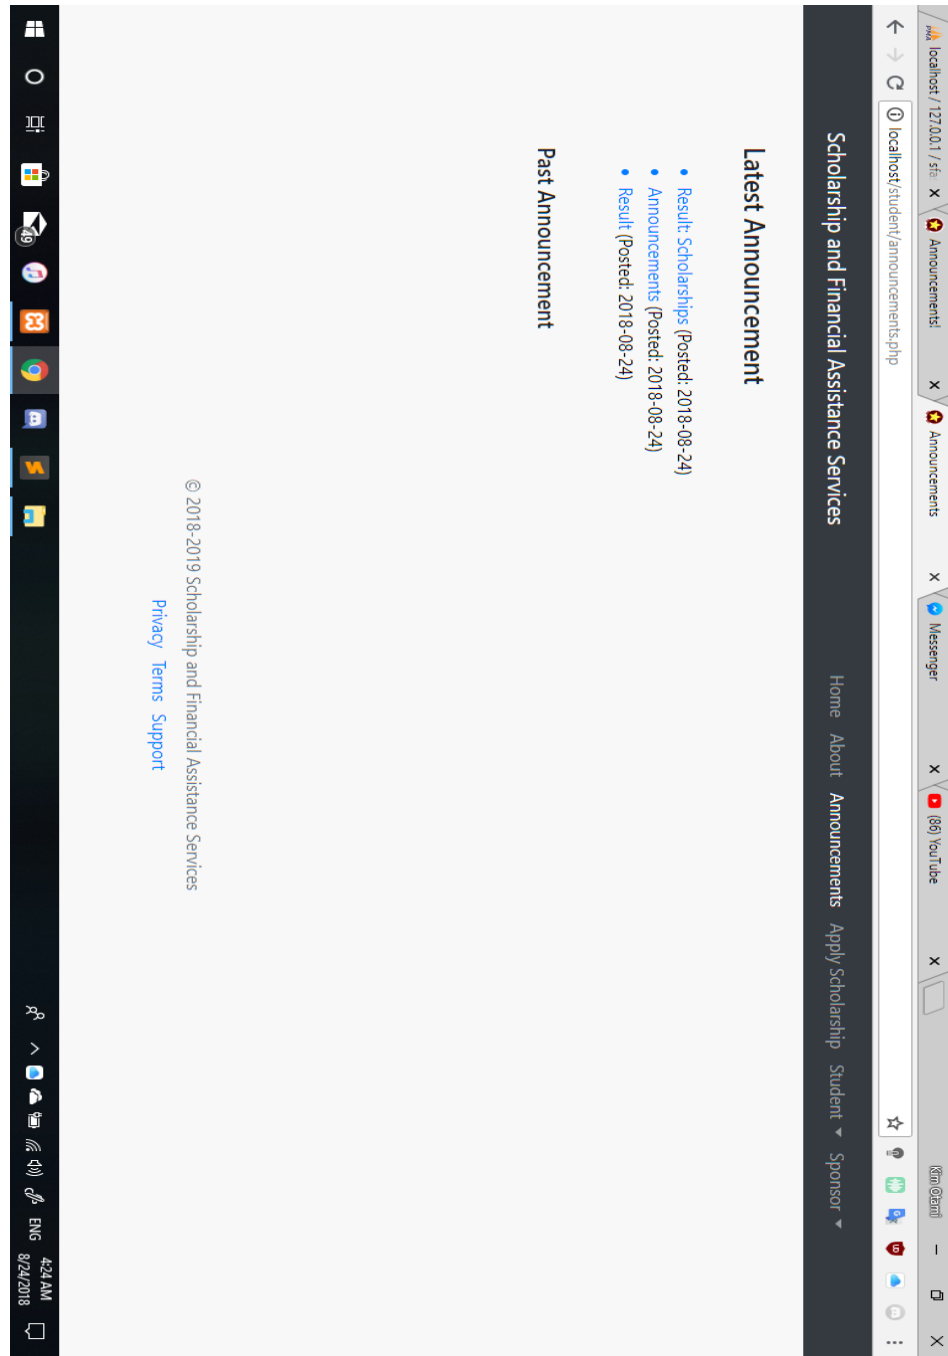 localhost / 127.0.0.1 / sfa
Announcements!
Announcements
Messenger
(86) YouTube
Kim Otami
localhost/student/announcements.php
Scholarship and Financial Assistance Services
Home About Announcements Apply Scholarship Student Sponsor
Latest Announcement
Result: Scholarships (Posted: 2018-08-24)
Announcements (Posted: 2018-08-24)
Result (Posted: 2018-08-24)
Past Announcement
© 2018-2019 Scholarship and Financial Assistance Services
Privacy Terms Support
49
ENG
4:24 AM
8/24/2018